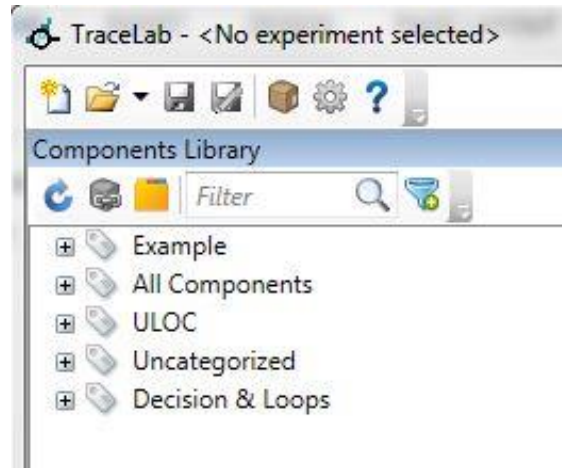 TraceLab - <No experiment selected>
Components Library
Filter
Example
All Components
ULOC
Uncategorized
Decision & Loops